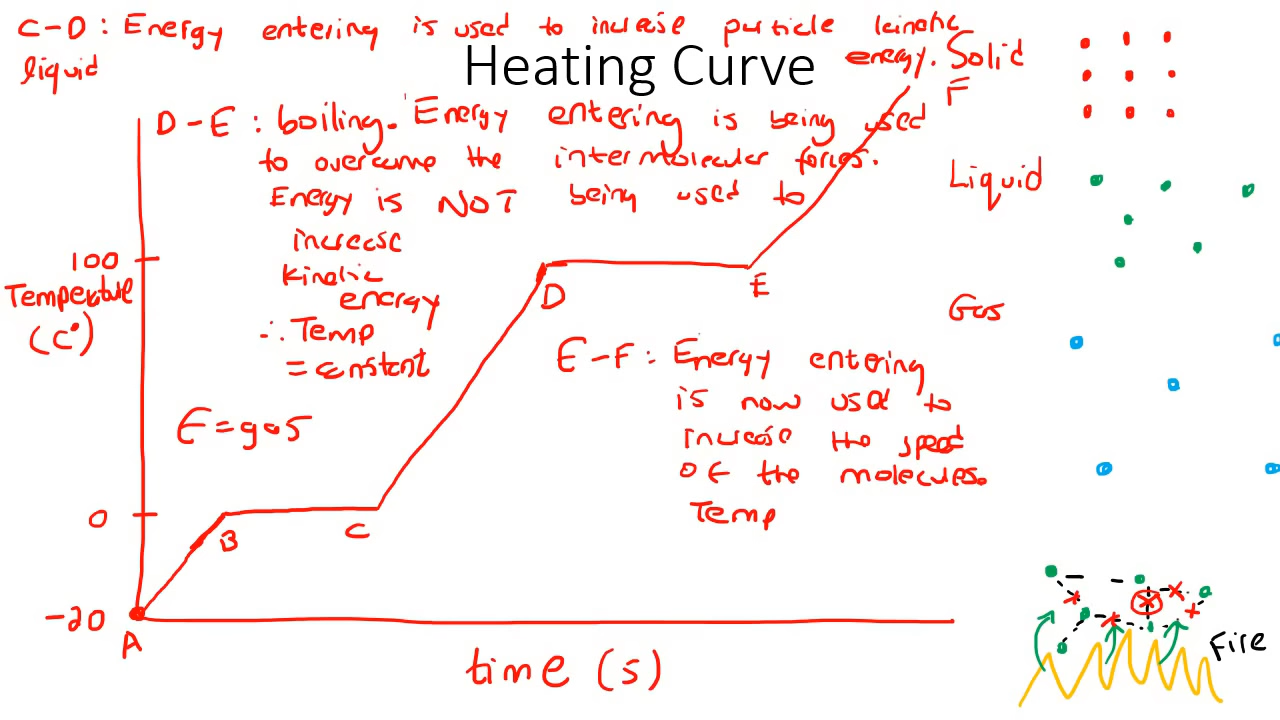 C-D : Energy entering is used to increase particle kinetic
energy.
liquid
Heating Curve
Solid
F
D-E : boiling. Energy entering is being used
to overcome the intermolecular forces.
Energy is NOT being used to
increase
kinetic
energy
∴ Temp
= constant
Liquid
100
Temperature
(C°)
D
E
Gas
E-F : Energy entering
is now used to
increase the speed
of the molecules.
Temp
E = gas
0
B
C
-20
A
time (s)
Fire